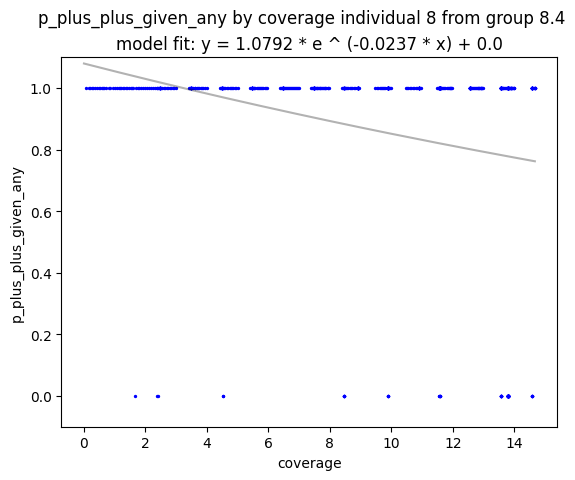 p_plus_plus_given_any by coverage individual 8 from group 8.4
model fit: y = 1.0792 * e ^ (-0.0237 * x) + 0.0
p_plus_plus_given_any
1.0
0.8
0.6
0.4
0.2
0.0
0 2 4 6 8 10 12 14
coverage